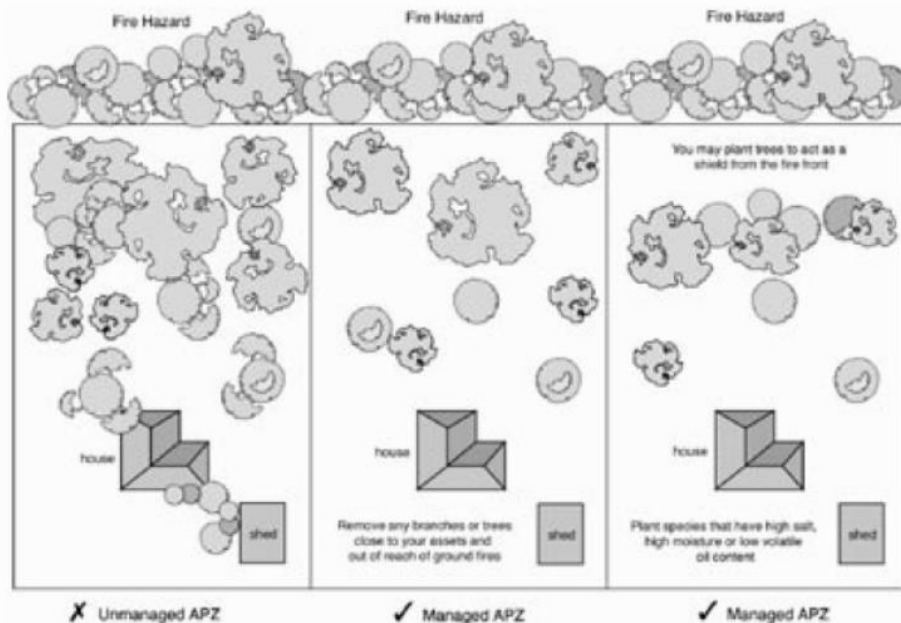 Fire Hazard
Fire Hazard
Fire Hazard
You may plant trees to act as a
shield from the fire front
house
house
house
shed
Remove any branches or trees
close to your assets and
out of reach of ground fires
shed
Plant species that have high salt,
high moisture or low volatile
oil content
shed
✗ Unmanaged APZ
✓ Managed APZ
✓ Managed APZ